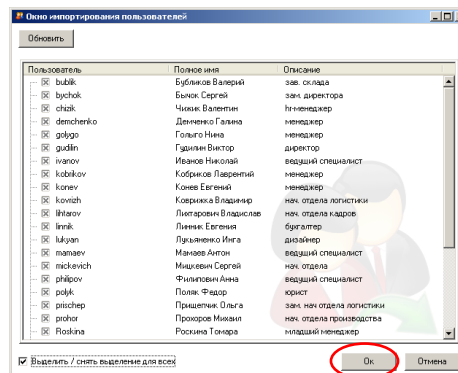 Окно импортирования пользователей
Обновить
Пользователь Полное имя Описание
bublik Бубликов Валерий зав. склада
bychok Бычок Сергей зам. директора
chizik Чижик Валентин hr-менеджер
demchenko Демченко Галина менеджер
golygo Голыго Нина менеджер
gudilin Гудилин Виктор директор
ivanov Иванов Николай ведущий специалист
kobrikov Кобриков Лаврентий менеджер
konev Конев Евгений менеджер
kovrizh Коврижка Владимир нач. отдела логистики
lihtarov Лихтарович Владислав нач. отдела кадров
linnik Линник Евгения бухгалтер
lukyan Лукьяненко Инга дизайнер
mamaev Мамаев Антон ведущий специалист
mickevich Мицкевич Сергей нач. отдела
philipov Филипович Анна ведущий специалист
polyk Поляк Федор юрист
prischep Прищепчик Ольга зам. нач отдела логистики
prohor Прохоров Михаил нач. отдела производства
Roskina Роскина Томара младший менеджер
Выделить / снять выделение для всех Ок Отмена